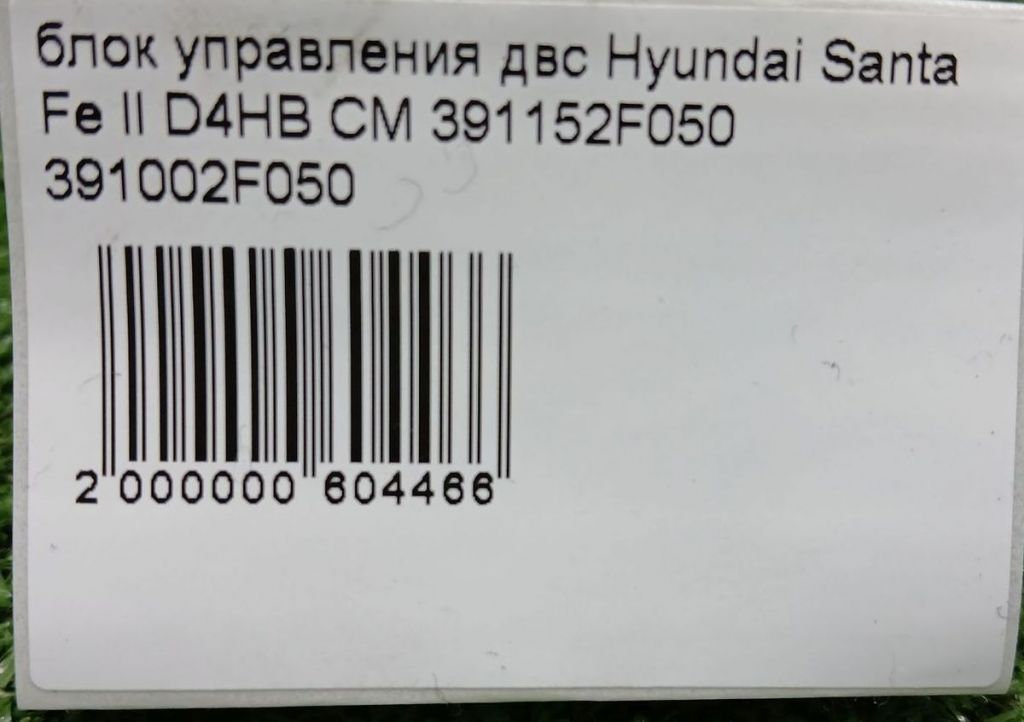 блок управления двс Hyundai Santa
Fe II D4HB CM 391152F050
391002F050
2 000000 604466